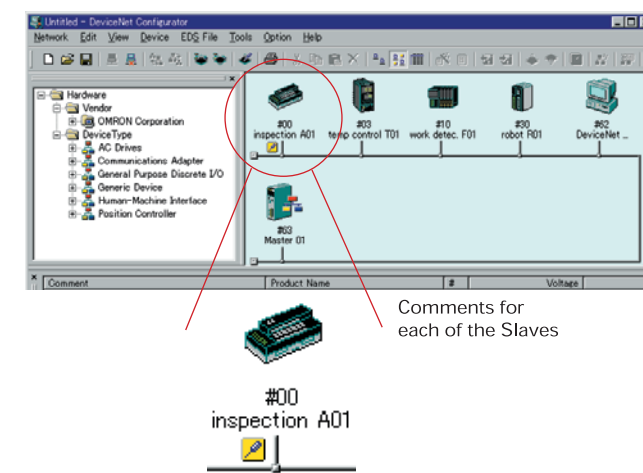 Untitled - DeviceNet Configurator
Network Edit View Device EDS File Tools Option Help
Hardware
Vendor
OMRON Corporation
DeviceType
AC Drives
Communications Adapter
General Purpose Discrete I/O
Generic Device
Human-Machine Interface
Position Controller
#00
inspection A01
#03
temp control T01
#10
work detec. F01
#30
robot R01
#62
DeviceNet ...
#63
Master 01
Comment Product Name # Voltage
Comments for
each of the Slaves
#00
inspection A01